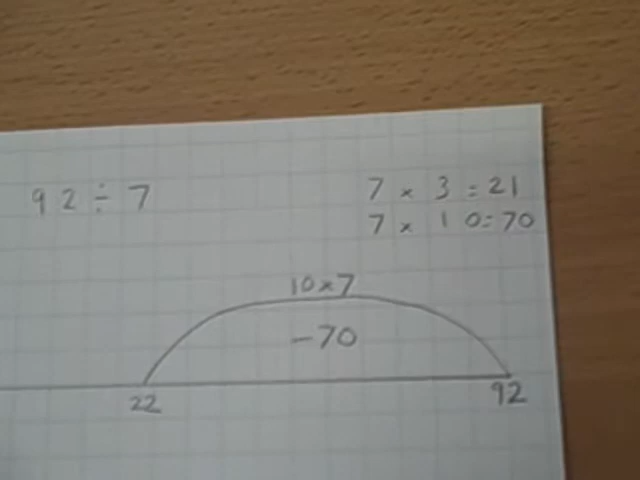 92 ÷ 7
7 × 3 = 21
7 × 10 = 70
10×7
−70
22
92